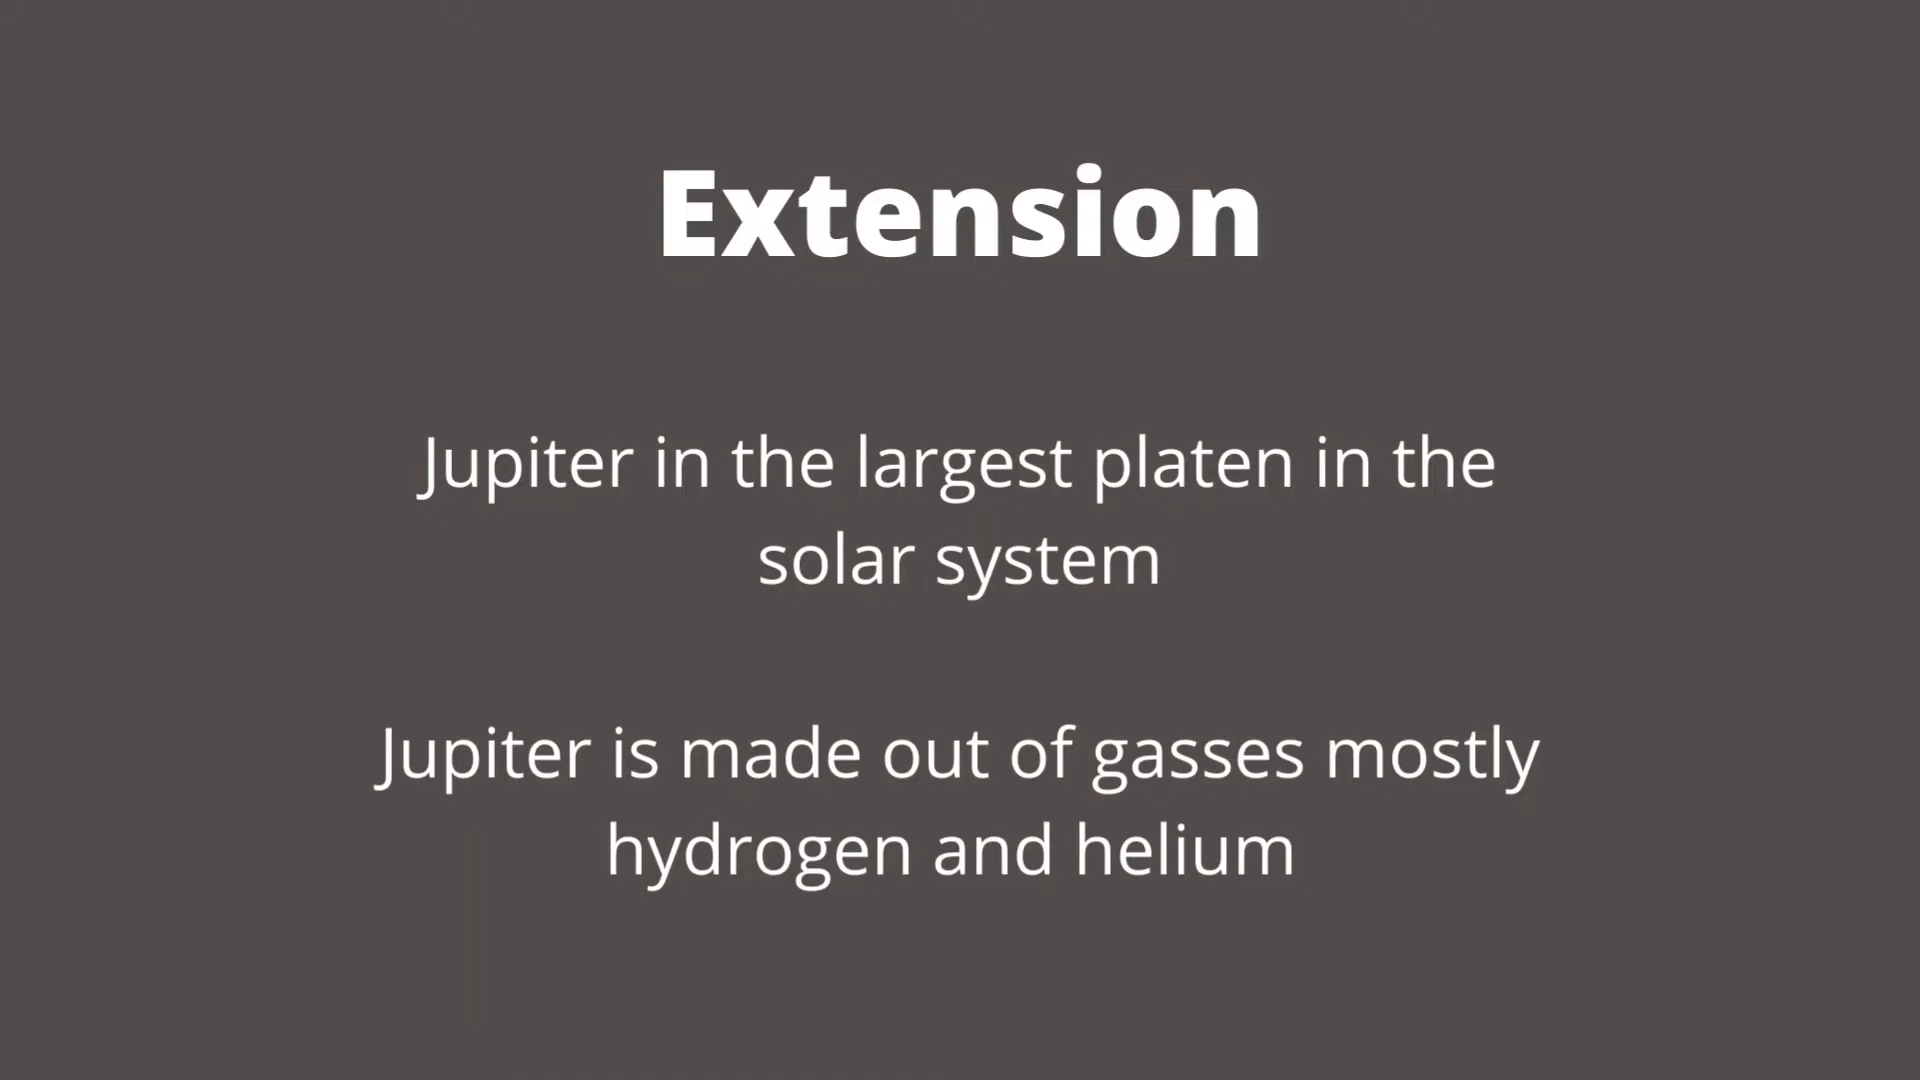 Extension
Jupiter in the largest platen in the
solar system
Jupiter is made out of gasses mostly
hydrogen and helium